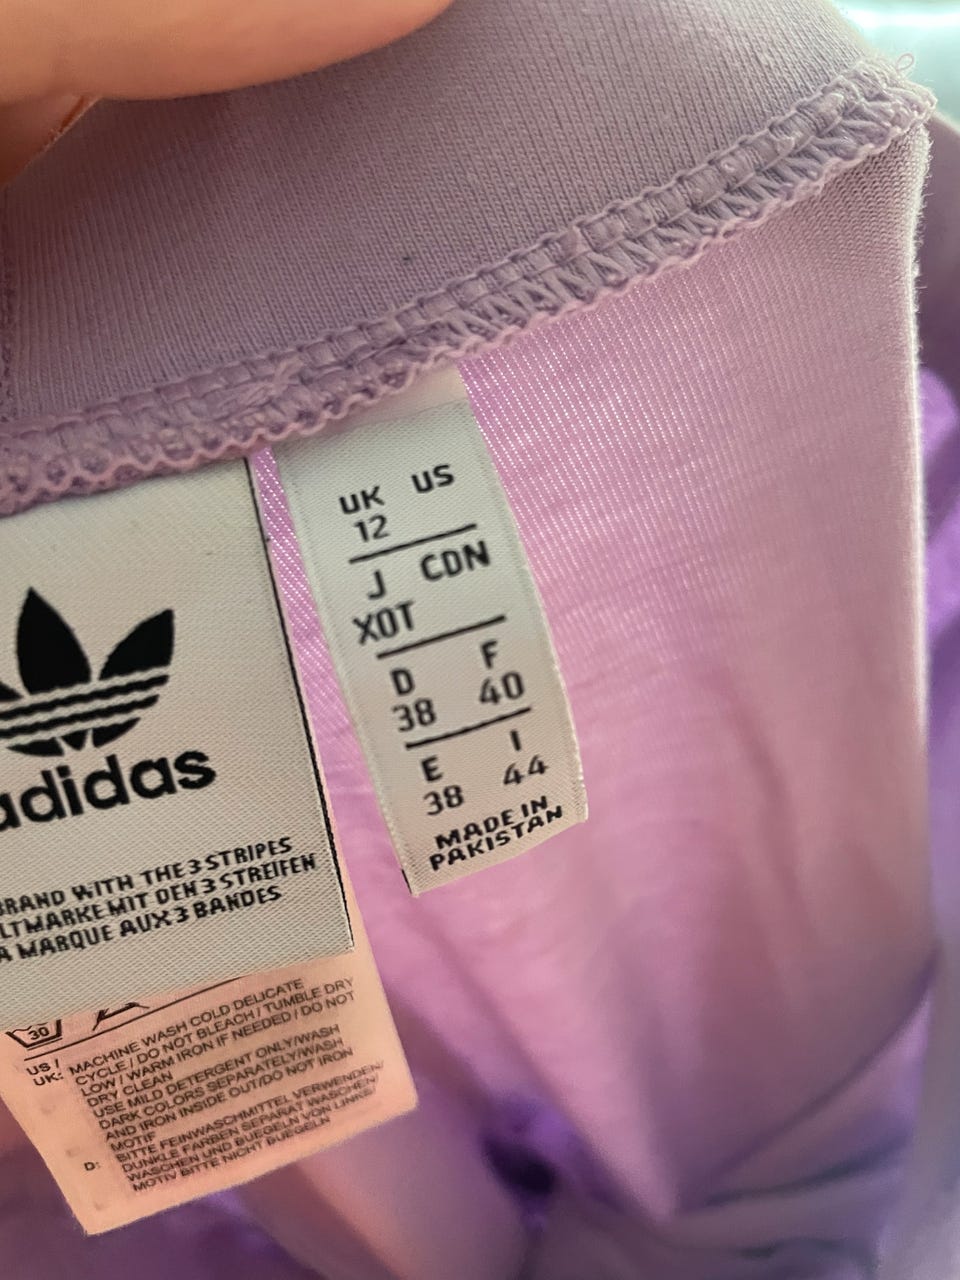 adidas
BRAND WITH THE 3 STRIPES
LTMARKE MIT DEN 3 STREIFEN
A MARQUE AUX 3 BANDES
UK US
12
J CDN
XOT
D F
38 40
E I
38 44
MADE IN
PAKISTAN
30
US /
UK: MACHINE WASH COLD DELICATE
CYCLE / DO NOT BLEACH / TUMBLE DRY
LOW / WARM IRON IF NEEDED / DO NOT
DRY CLEAN
USE MILD DETERGENT ONLY/WASH
DARK COLORS SEPARATELY/WASH
AND IRON INSIDE OUT/DO NOT IRON
MOTIF
D: BITTE FEINWASCHMITTEL VERWENDEN/
DUNKLE FARBEN SEPARAT WASCHEN/
WASCHEN UND BUEGELN VON LINKS/
MOTIV BITTE NICHT BUEGELN